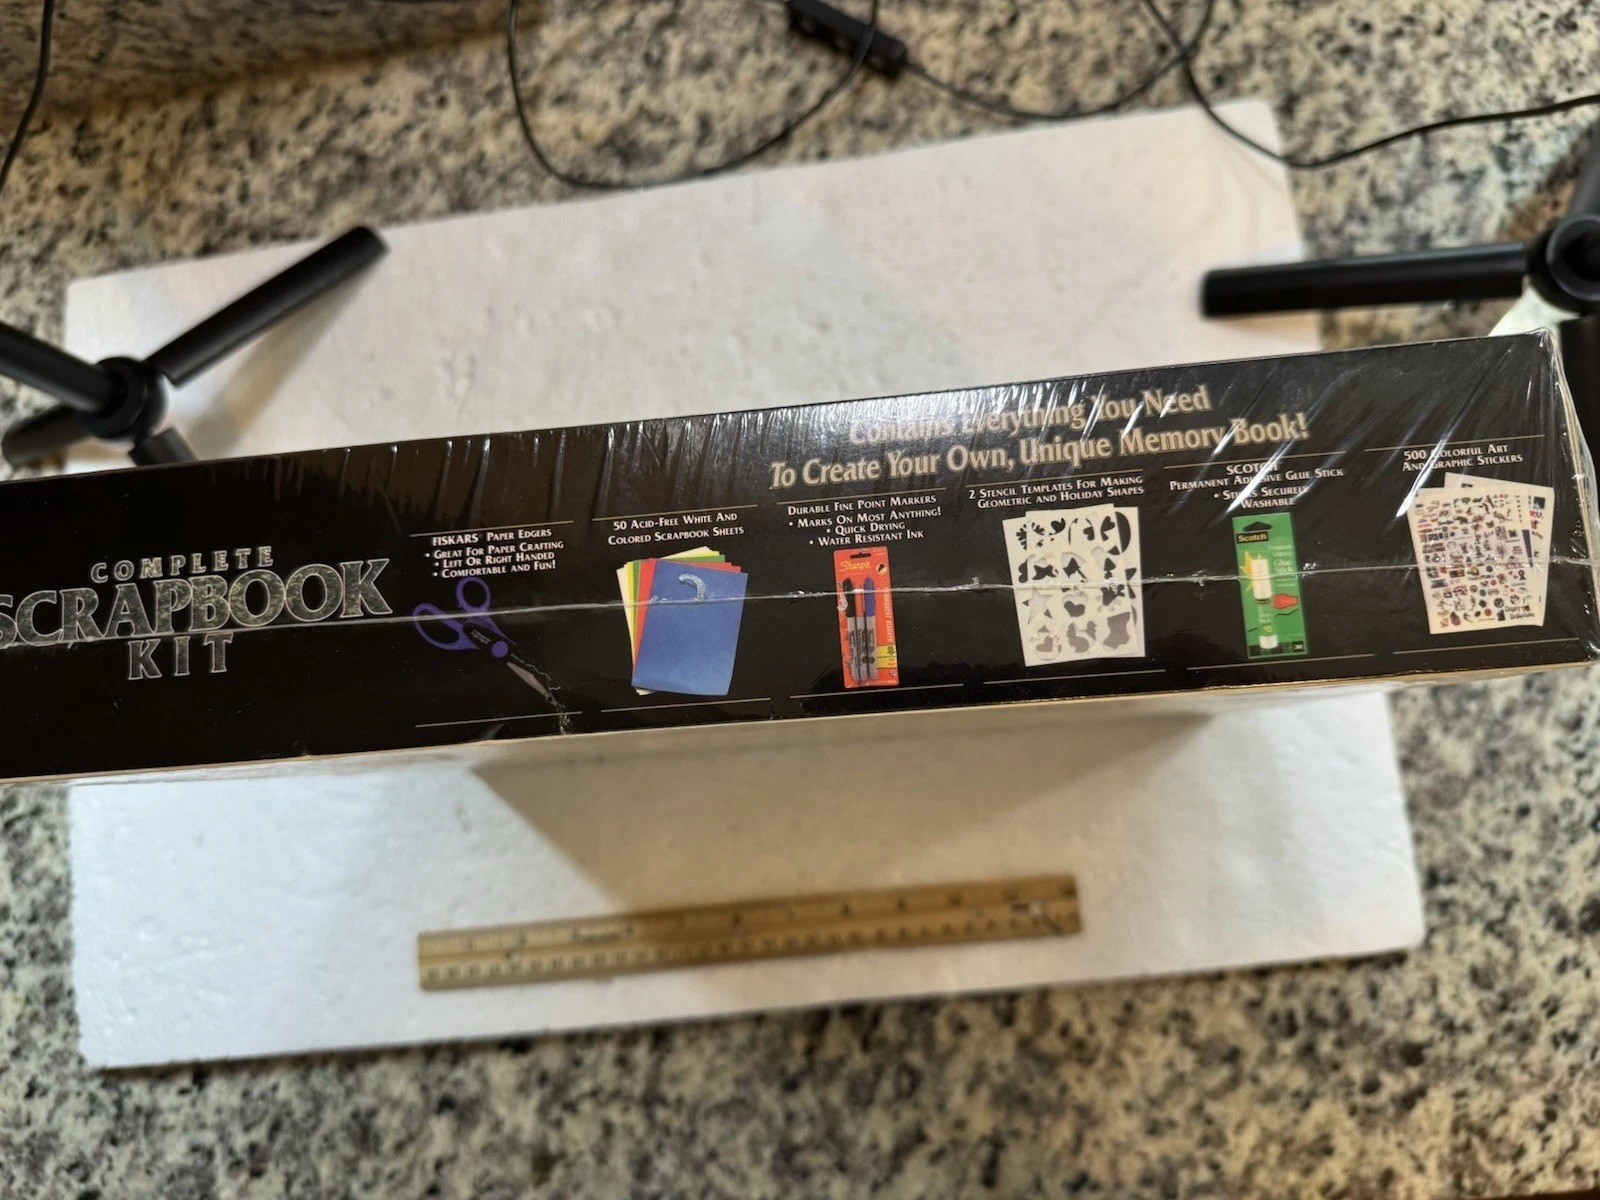 COMPLETE
SCRAPBOOK
KIT
Contains Everything You Need
To Create Your Own, Unique Memory Book!
FISKARS® PAPER EDGERS
• GREAT FOR PAPER CRAFTING
• LEFT OR RIGHT HANDED
• COMFORTABLE AND FUN!
50 ACID-FREE WHITE AND
COLORED SCRAPBOOK SHEETS
DURABLE FINE POINT MARKERS
• MARKS ON MOST ANYTHING!
• QUICK DRYING
• WATER RESISTANT INK
Sharpie
2 STENCIL TEMPLATES FOR MAKING
GEOMETRIC AND HOLIDAY SHAPES
SCOTCH
PERMANENT ADHESIVE GLUE STICK
• STICKS SECURELY
WASHABLE
Scotch
Glue
Stick
3M
500 COLORFUL ART
AND GRAPHIC STICKERS